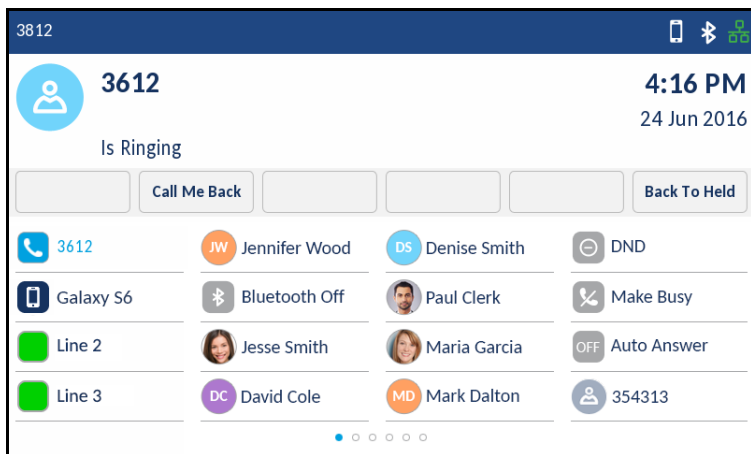 3812
3612
4:16 PM
24 Jun 2016
Is Ringing
Call Me Back
Back To Held
3612
JW Jennifer Wood
DS Denise Smith
DND
Galaxy S6
Bluetooth Off
Paul Clerk
Make Busy
Line 2
Jesse Smith
Maria Garcia
OFF Auto Answer
Line 3
DC David Cole
MD Mark Dalton
354313